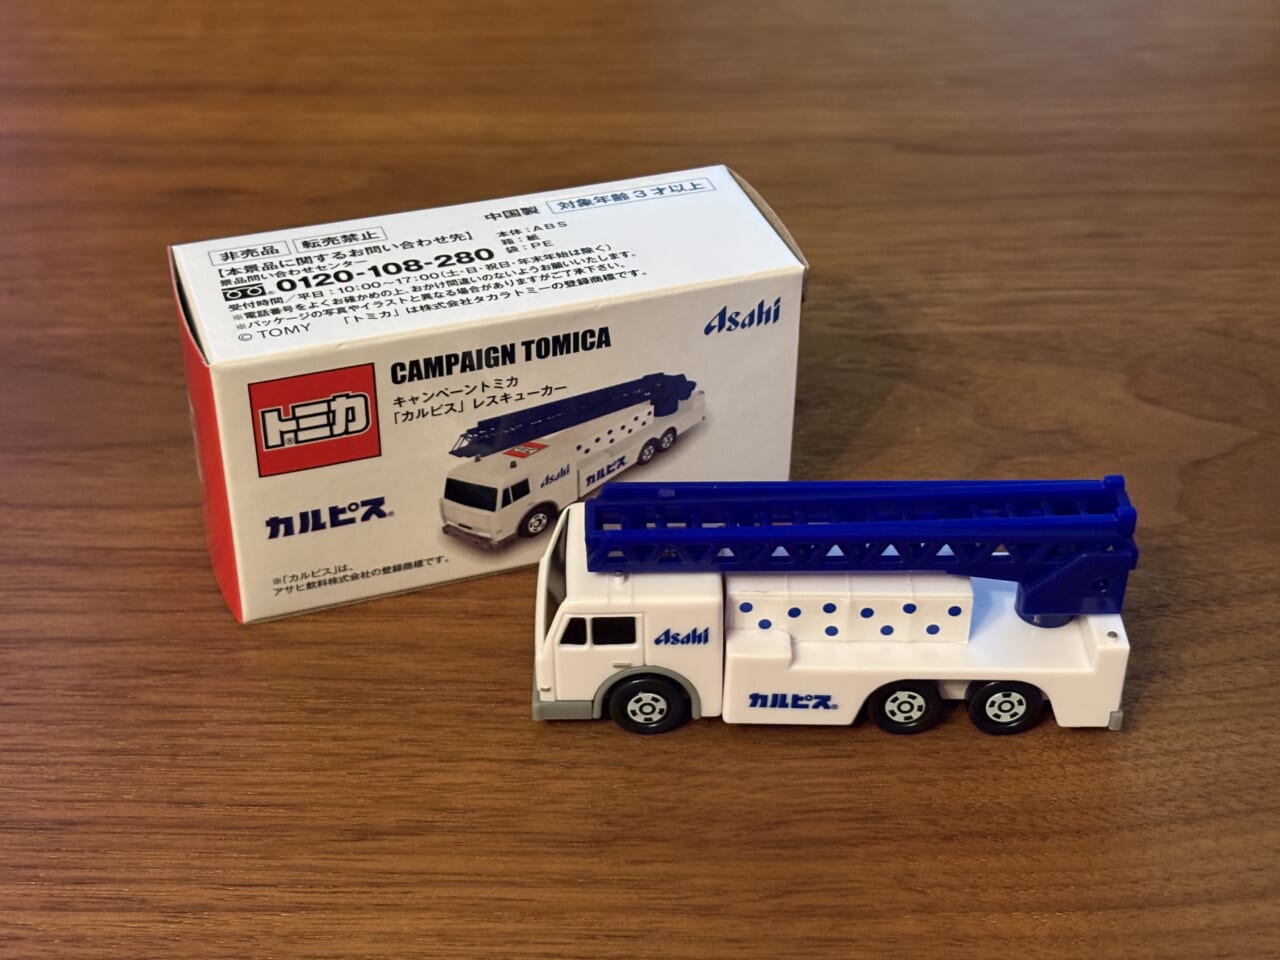 中国製 対象年齢3才以上
非売品 転売禁止
本体:ABS
【本景品に関するお問い合わせ先】
箱:紙
景品問い合わせセンター
袋:PE
0120-108-280
受付時間/平日:10:00~17:00(土・日・祝日・年末年始は除く)
※電話番号をよくお確かめの上、おかけ間違いのないようお願いいたします。
※パッケージの写真やイラストと異なる場合がありますがご了承下さい。
© TOMY 「トミカ」は株式会社タカラトミーの登録商標です。
Asahi
CAMPAIGN TOMICA
トミカ®
キャンペーントミカ
「カルピス」レスキューカー
Asahi
カルピス
カルピス®
※「カルピス」は、
アサヒ飲料株式会社の登録商標です。
Asahi
カルピス®